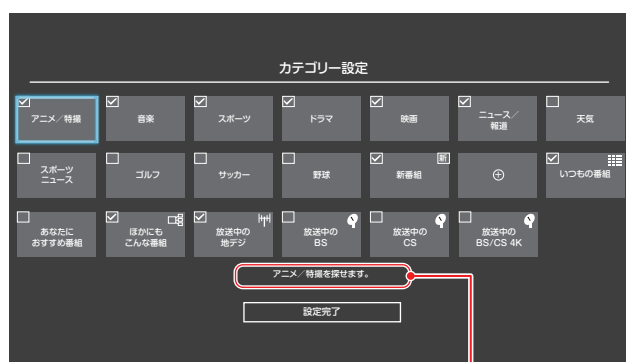 カテゴリー設定
アニメ／特撮
音楽
スポーツ
ドラマ
映画
ニュース／
報道
天気
スポーツ
ニュース
ゴルフ
サッカー
野球
新
新番組
いつもの番組
あなたに
おすすめ番組
ほかにも
こんな番組
放送中の
地デジ
放送中の
BS
放送中の
CS
放送中の
BS/CS 4K
アニメ／特撮を探せます。
設定完了